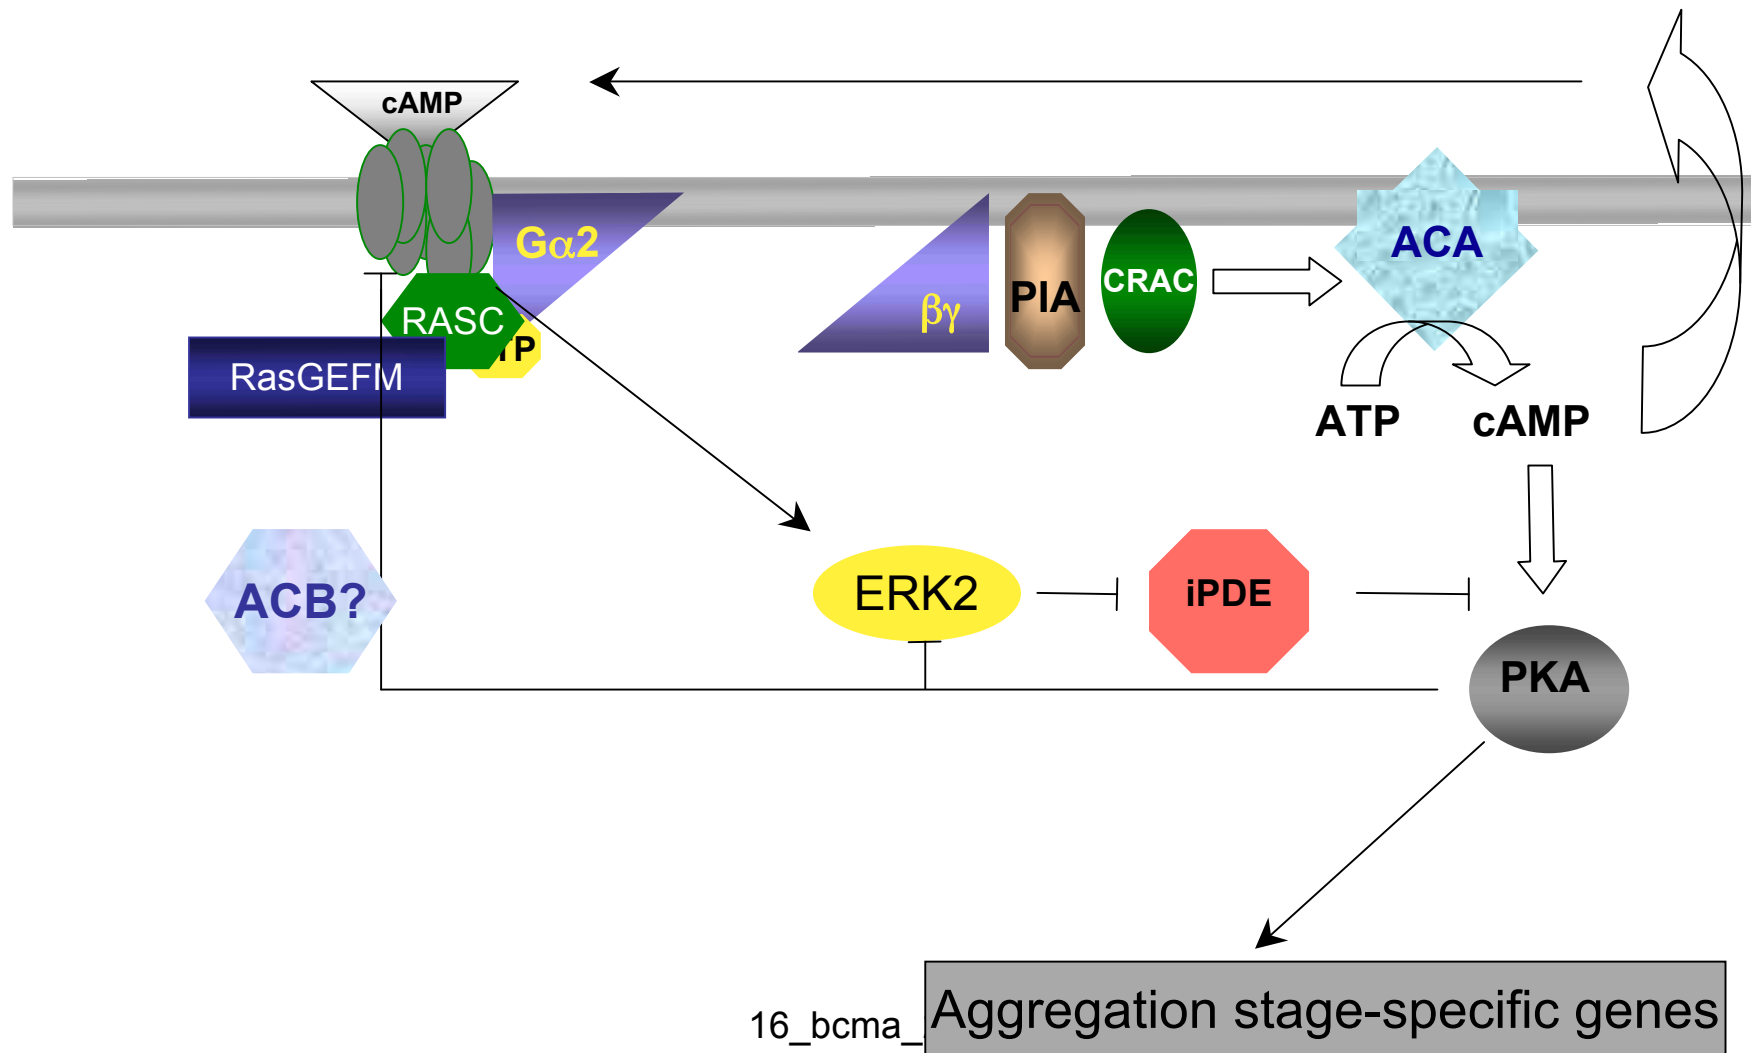 cAMP
Gα2
ACA
βγ
PIA
CRAC
RASC
TP
RasGEFM
ATP
cAMP
ACB?
ERK2
iPDE
PKA
Aggregation stage-specific genes
16_bcma_